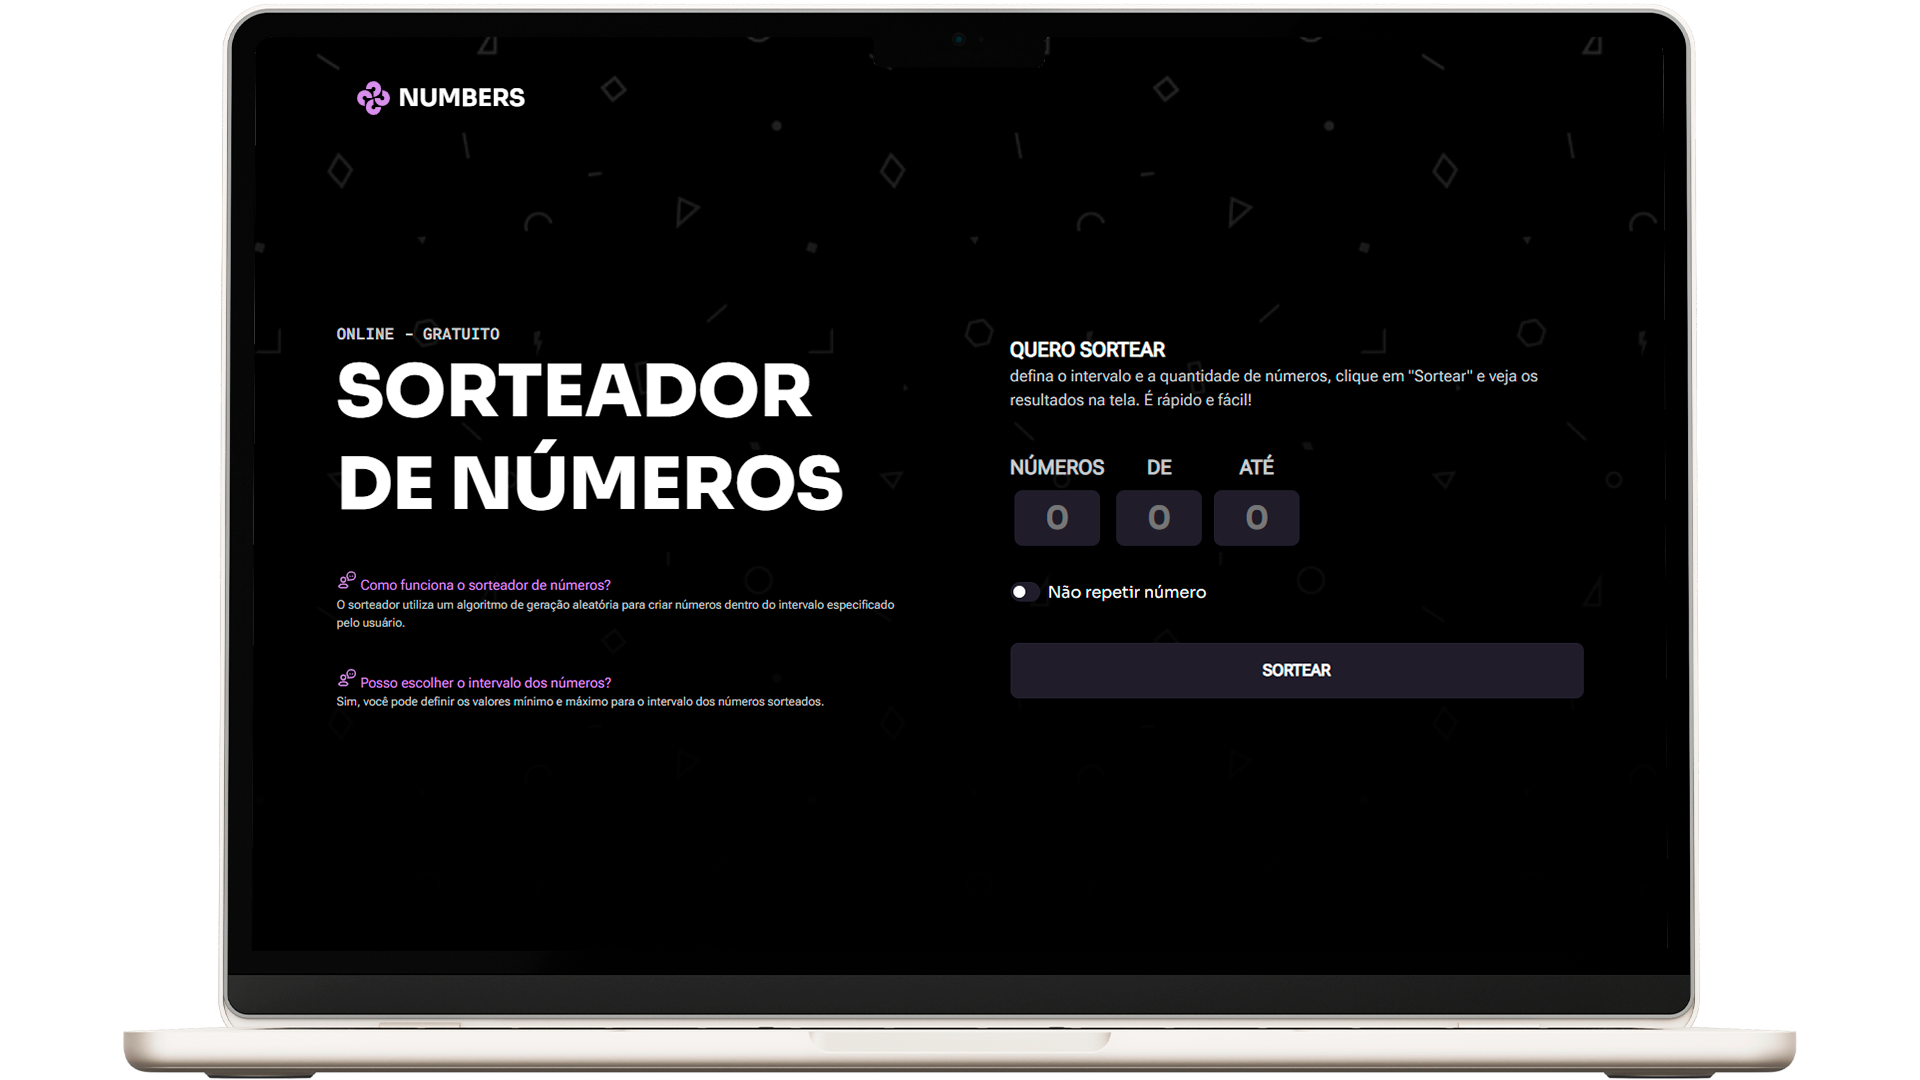 NUMBERS
ONLINE - GRATUITO
SORTEADOR
DE NÚMEROS
Como funciona o sorteador de números?
O sorteador utiliza um algoritmo de geração aleatória para criar números dentro do intervalo especificado
pelo usuário.
Posso escolher o intervalo dos números?
Sim, você pode definir os valores mínimo e máximo para o intervalo dos números sorteados.
QUERO SORTEAR
defina o intervalo e a quantidade de números, clique em "Sortear" e veja os
resultados na tela. É rápido e fácil!
NÚMEROS DE ATÉ
0 0 0
Não repetir número
SORTEAR